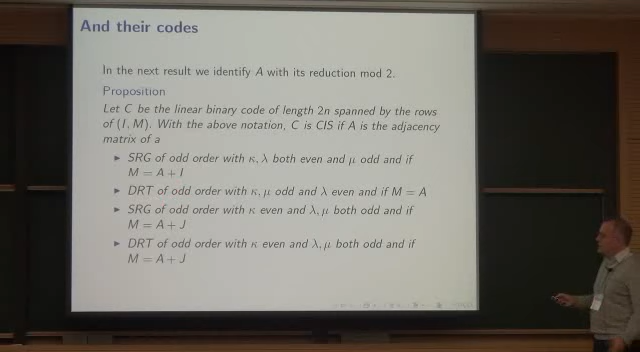 And their codes
In the next result we identify A with its reduction mod 2.
Proposition
Let C be the linear binary code of length 2n spanned by the rows
of (I, M). With the above notation, C is CIS if A is the adjacency
matrix of a
▶ SRG of odd order with κ, λ both even and μ odd and if
M = A + I
▶ DRT of odd order with κ, μ odd and λ even and if M = A
▶ SRG of odd order with κ even and λ, μ both odd and if
M = A + J
▶ DRT of odd order with κ even and λ, μ both odd and if
M = A + J